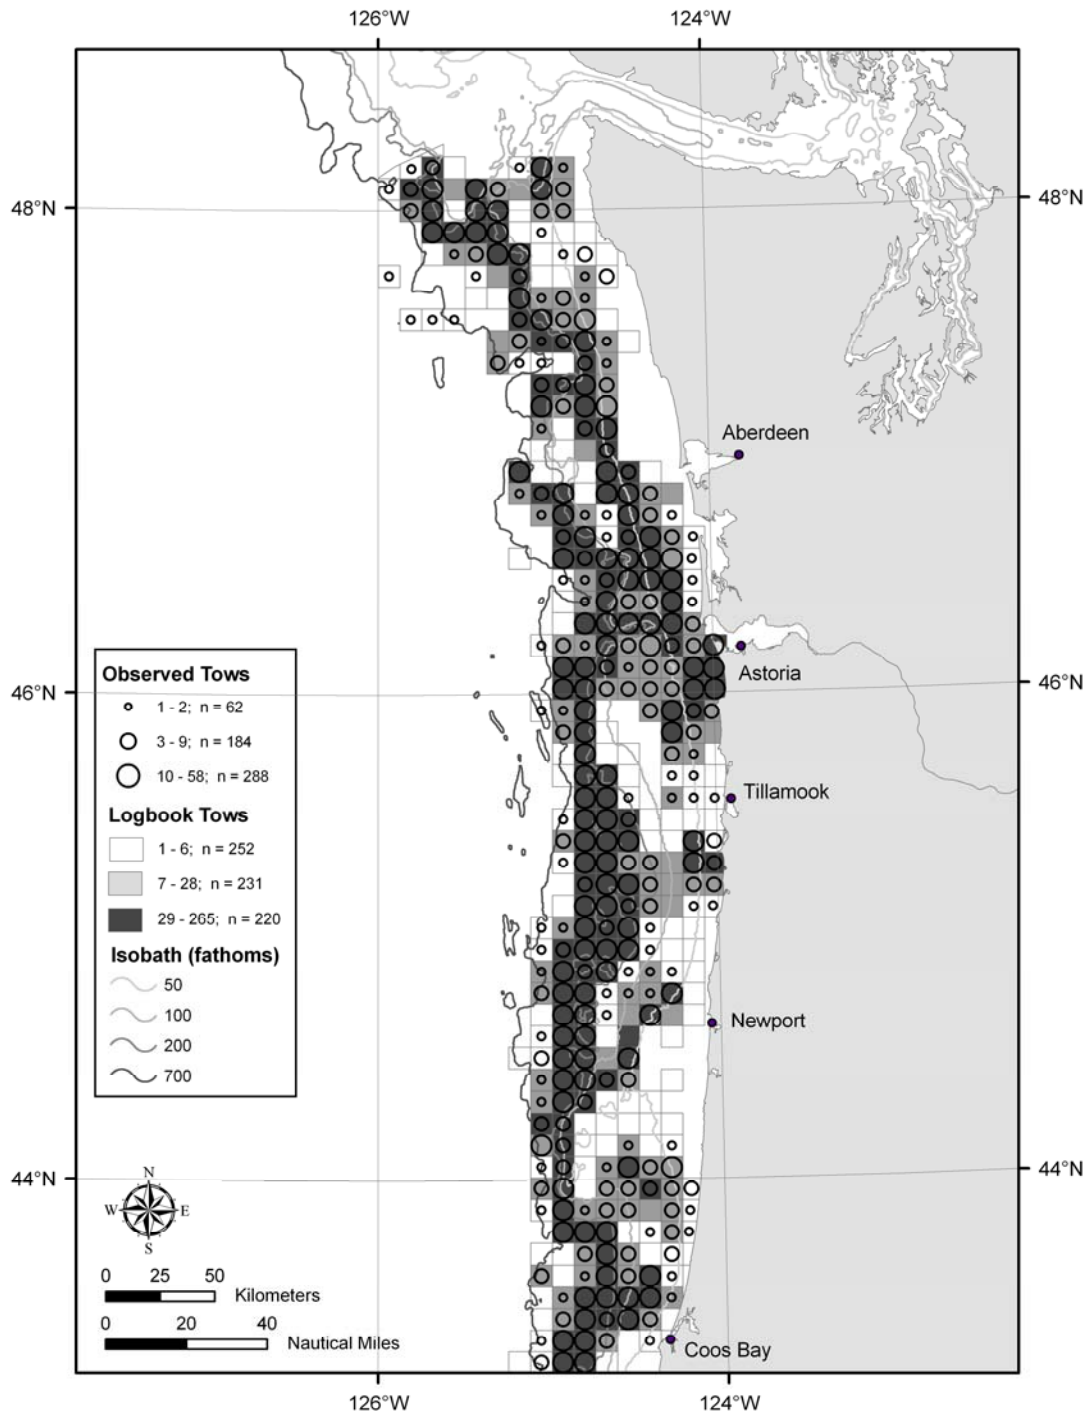 126°W 124°W
48°N 48°N
Aberdeen
Observed Tows
1 - 2; n = 62
3 - 9; n = 184
10 - 58; n = 288
Logbook Tows
1 - 6; n = 252
7 - 28; n = 231
29 - 265; n = 220
Isobath (fathoms)
50
100
200
700
Astoria
46°N 46°N
Tillamook
Newport
44°N 44°N
N
W E
S
0 25 50
Kilometers
0 20 40
Nautical Miles
Coos Bay
126°W 124°W